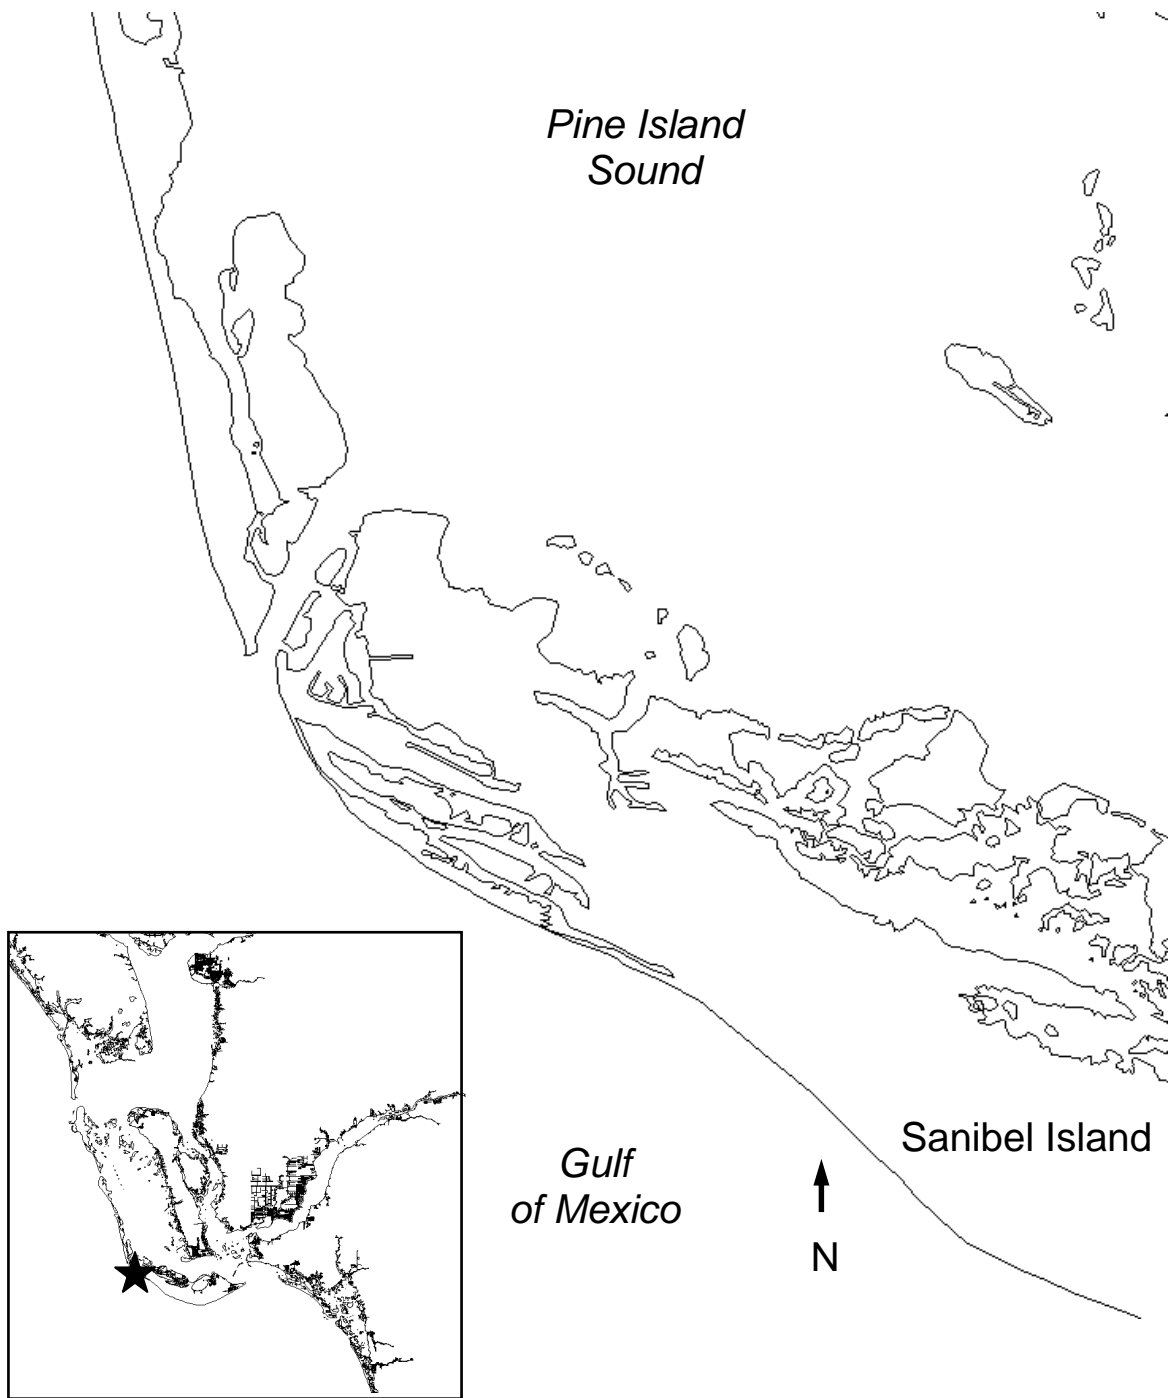 Pine Island
Sound
Sanibel Island
Gulf
of Mexico
N